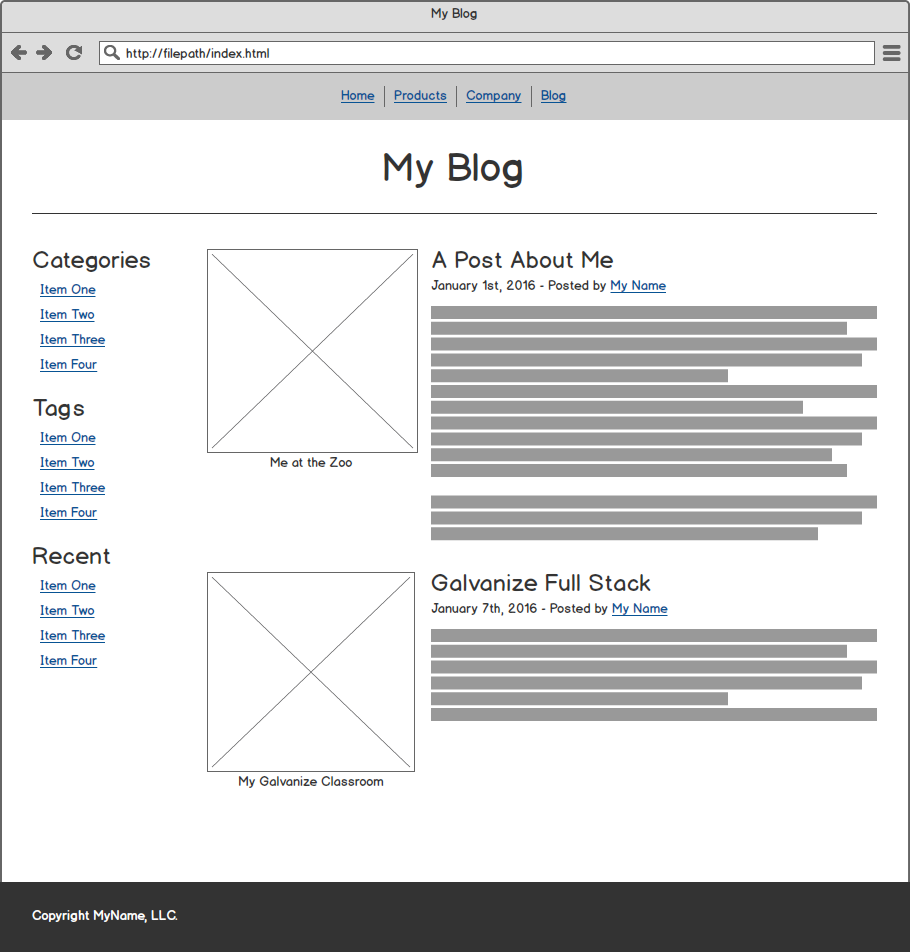 My Blog
http://filepath/index.html
Home Products Company Blog
My Blog
Categories
Item One
Item Two
Item Three
Item Four
Tags
Item One
Item Two
Item Three
Item Four
Recent
Item One
Item Two
Item Three
Item Four
Me at the Zoo
A Post About Me
January 1st, 2016 - Posted by My Name
My Galvanize Classroom
Galvanize Full Stack
January 7th, 2016 - Posted by My Name
Copyright MyName, LLC.